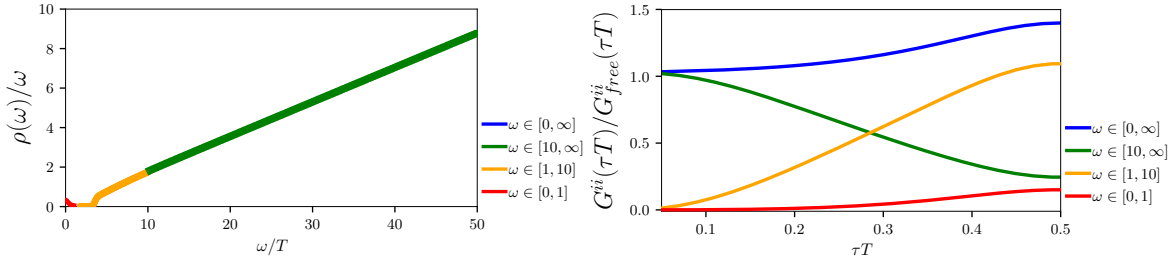 10
8
6
4
2
0
0
10
20
30
40
50
ρ(ω)/ω
ω/T
ω ∈ [0, ∞]
ω ∈ [10, ∞]
ω ∈ [1, 10]
ω ∈ [0, 1]
1.5
1.0
0.5
0.0
0.1
0.2
0.3
0.4
0.5
G^{ii}(τT)/G^{ii}_{free}(τT)
τT
ω ∈ [0, ∞]
ω ∈ [10, ∞]
ω ∈ [1, 10]
ω ∈ [0, 1]